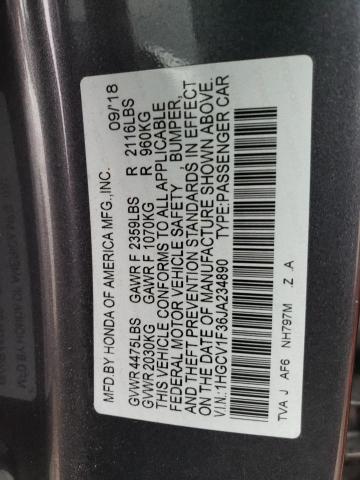 MFD.BY HONDA OF AMERICA MFG.,INC. 09/'18
GVWR 4475LBS GAWR F 2359LBS R 2116LBS
GVWR 2030KG GAWR F 1070KG R 960KG
THIS VEHICLE CONFORMS TO ALL APPLICABLE
FEDERAL MOTOR VEHICLE SAFETY BUMPER,
AND THEFT PREVENTION STANDARDS IN EFFECT
ON THE DATE OF MANUFACTURE SHOWN ABOVE.
V.I.N.: 1HGCV1F36JA234890 TYPE:PASSENGER CAR
TVA J AF6 NH797M .Z .A